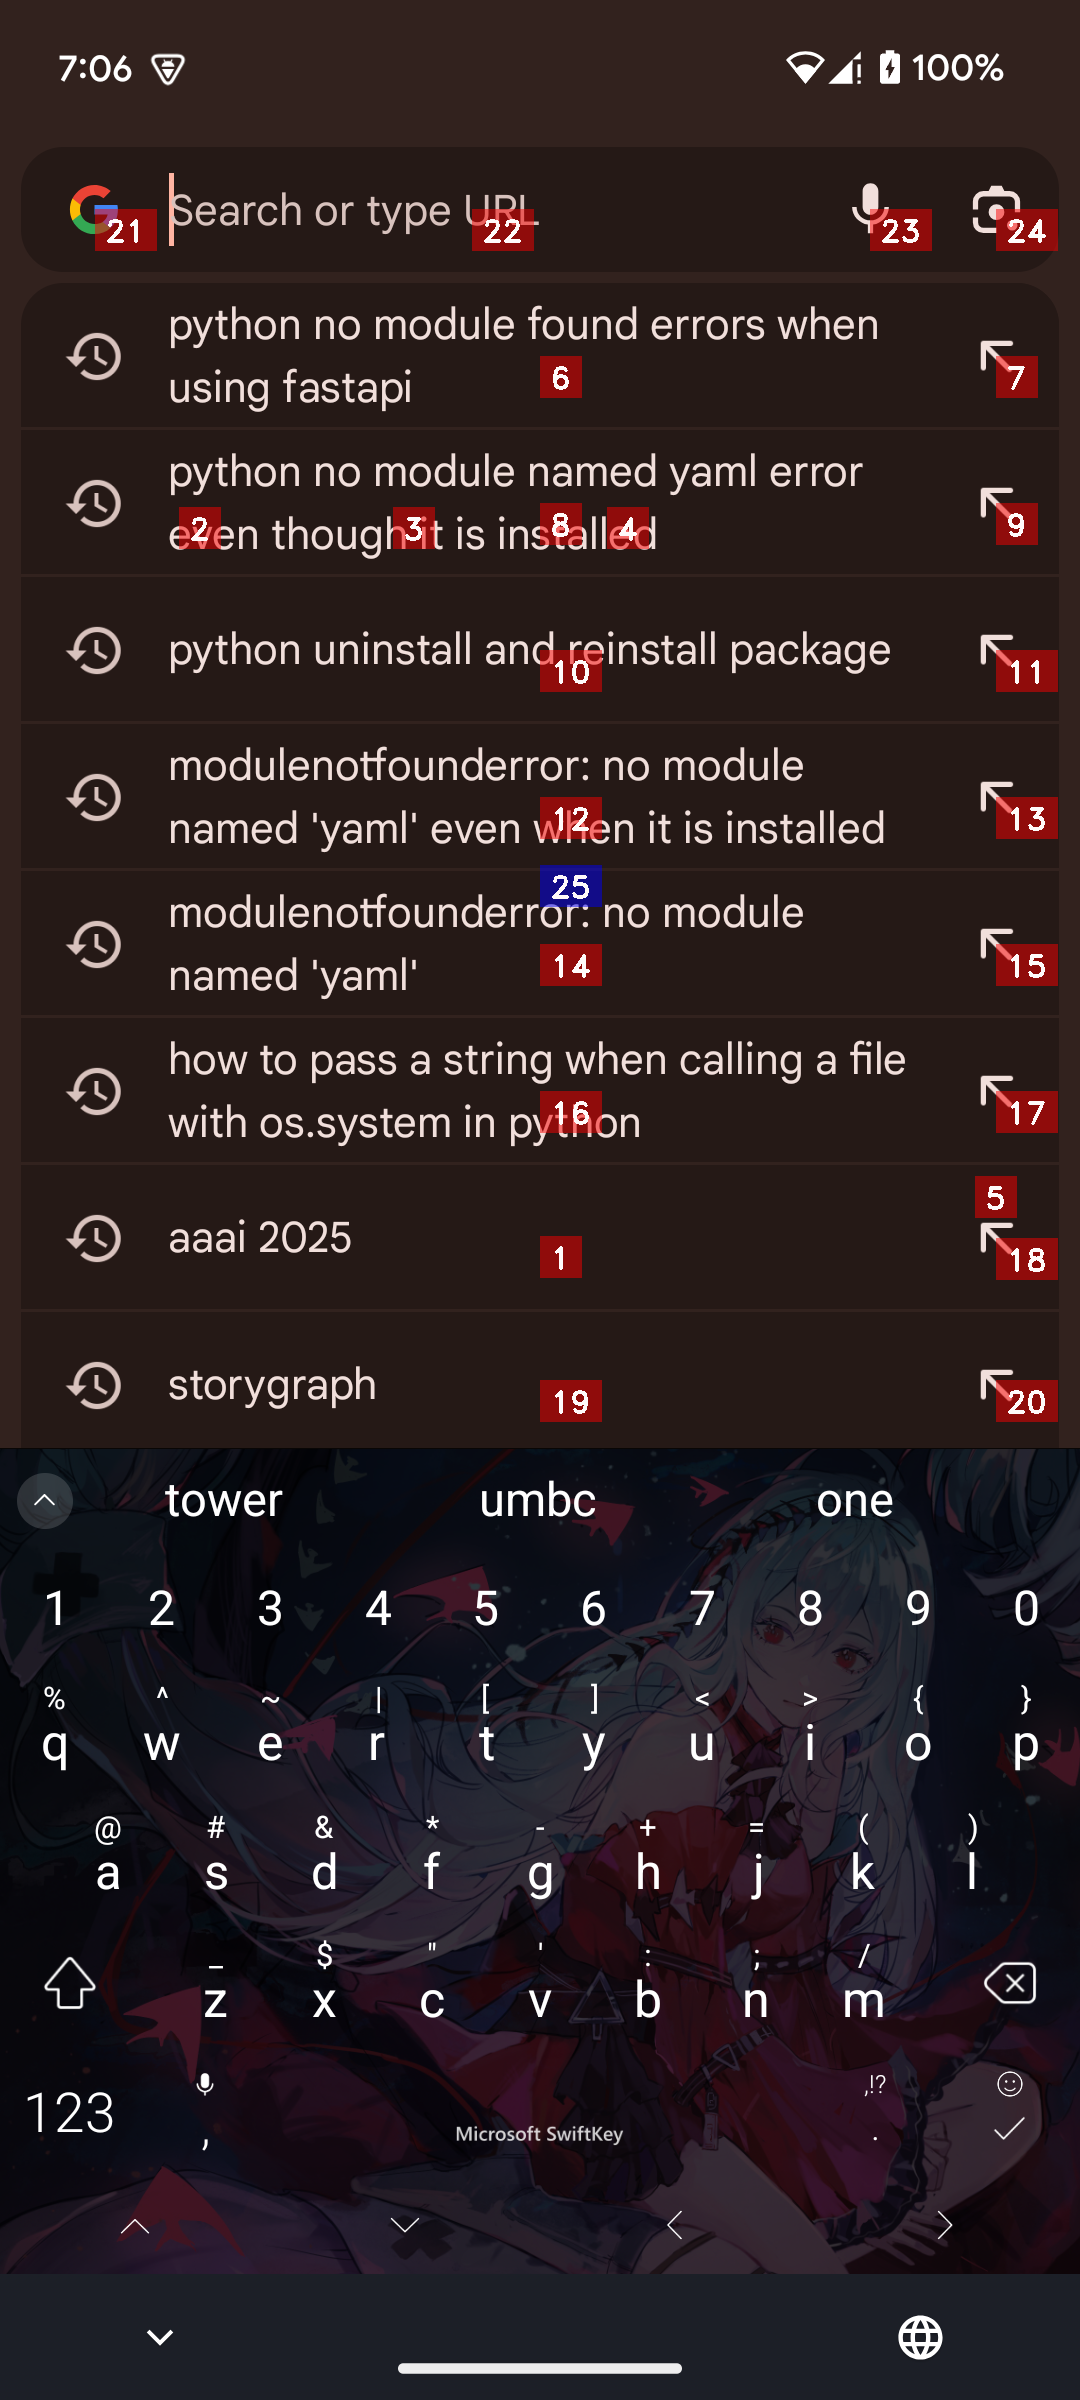 7:06
100%
Search or type URL
21
22
23
24
python no module found errors when
using fastapi
6
7
python no module named yaml error
even though it is installed
2
3
8
4
9
python uninstall and reinstall package
10
11
modulenotfounderror: no module
named 'yaml' even when it is installed
12
13
25
modulenotfounderror: no module
named 'yaml'
14
15
how to pass a string when calling a file
with os.system in python
16
17
5
aaai 2025
1
18
storygraph
19
20
tower umbc one
1 2 3 4 5 6 7 8 9 0
% ^ ~ | [ ] < > { }
q w e r t y u i o p
@ # & * - + = ( )
a s d f g h j k l
_ $ " ' : ; /
z x c v b n m
,!?
123 , Microsoft SwiftKey .